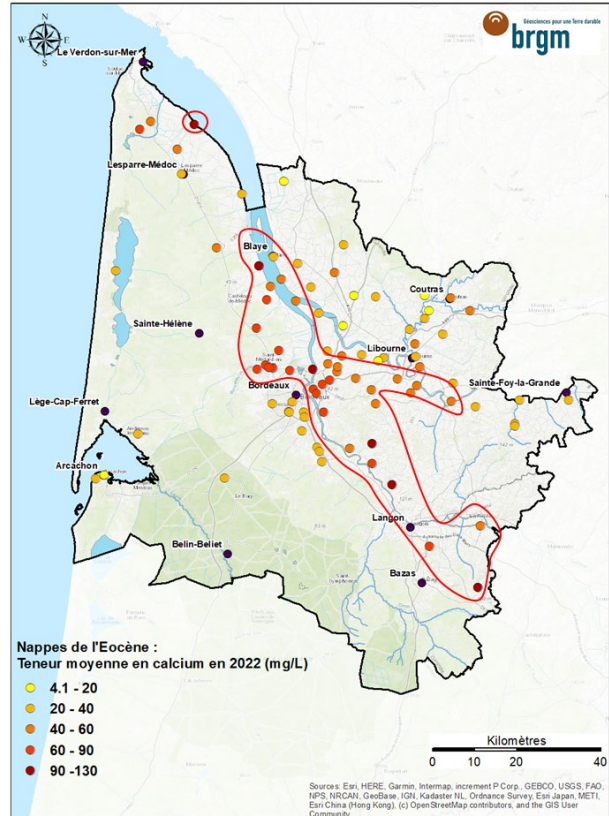 Géosciences pour une Terre durable
brgm
N
W
E
S
Le Verdon-sur-Mer
Lesparre-Médoc
Blaye
Coutras
Sainte-Hélène
Libourne
Sainte-Foy-la-Grande
Bordeaux
Lège-Cap-Ferret
Arcachon
Langon
Belin-Beliet
Bazas
Nappes de l'Eocène :
Teneur moyenne en calcium en 2022 (mg/L)
4.1 - 20
20 - 40
40 - 60
60 - 90
90 -130
Kilomètres
0 10 20 40
Sources: Esri, HERE, Garmin, Intermap, increment P Corp., GEBCO, USGS, FAO,
NPS, NRCAN, GeoBase, IGN, Kadaster NL, Ordnance Survey, Esri Japan, METI,
Esri China (Hong Kong), (c) OpenStreetMap contributors, and the GIS User
Community